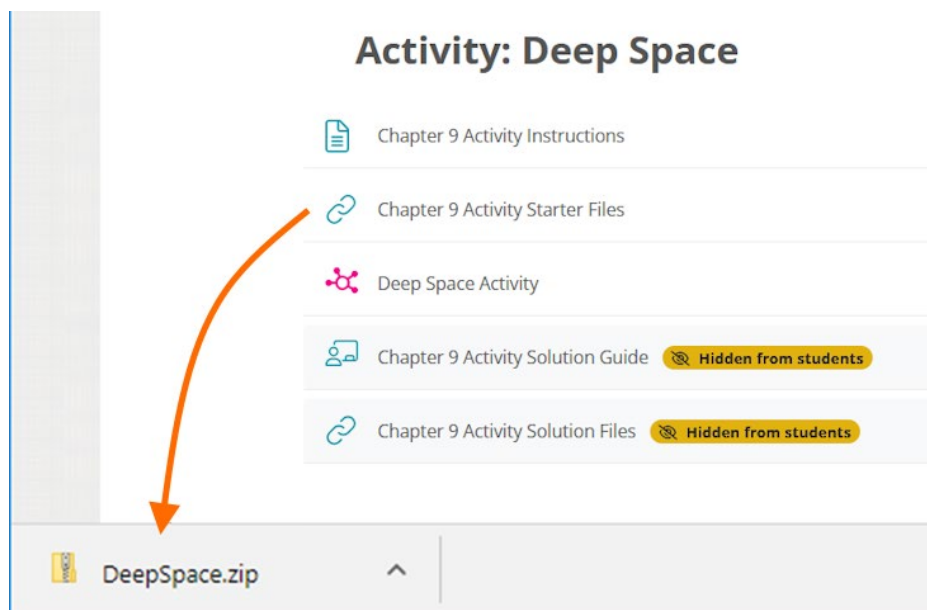 Activity: Deep Space
Chapter 9 Activity Instructions
Chapter 9 Activity Starter Files
Deep Space Activity
Chapter 9 Activity Solution Guide Hidden from students
Chapter 9 Activity Solution Files Hidden from students
DeepSpace.zip